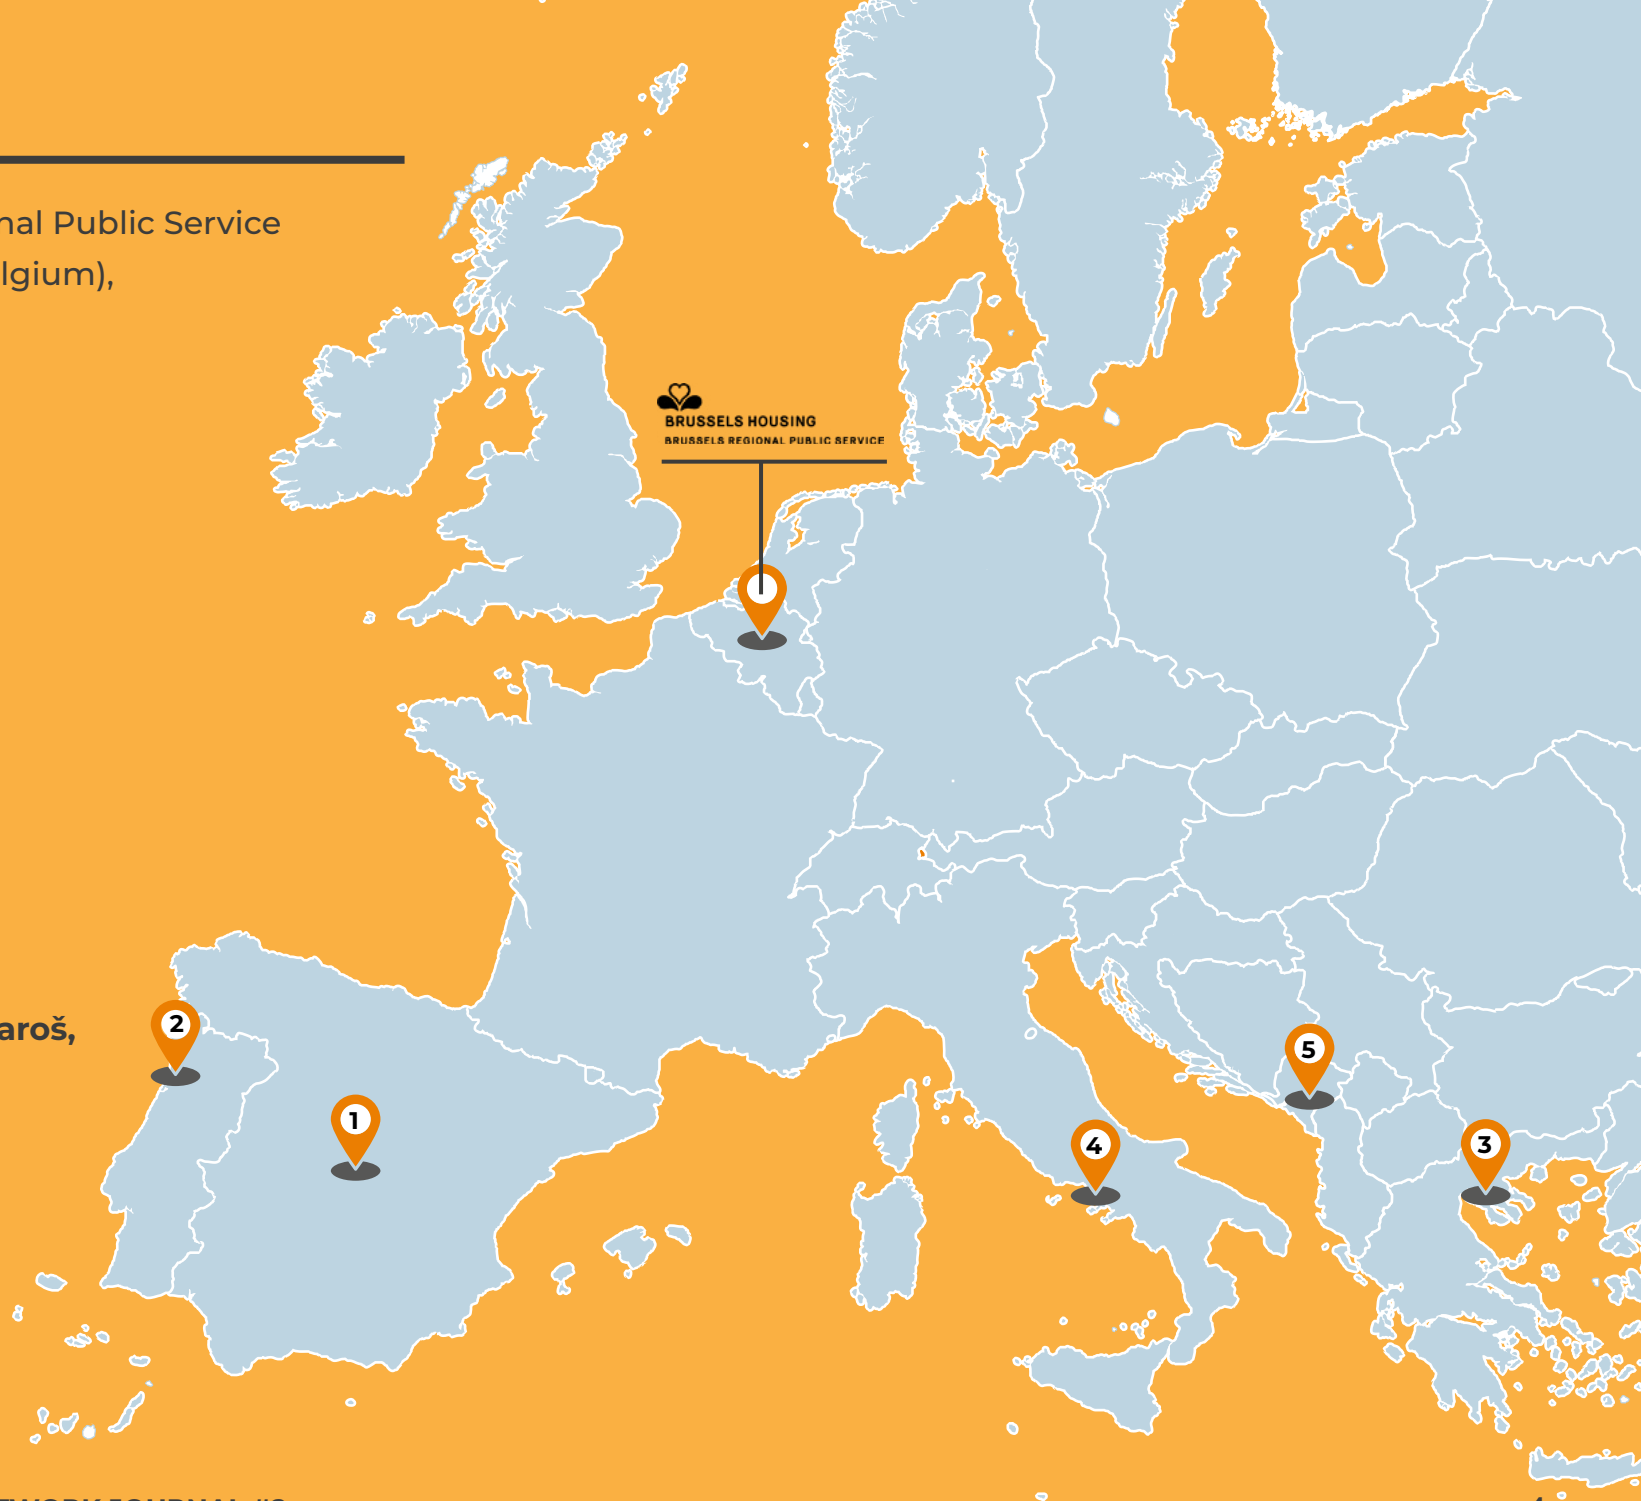 nal Public Service
lgium),
BRUSSELS HOUSING
BRUSSELS REGIONAL PUBLIC SERVICE
aroš,
2
1
5
4
3